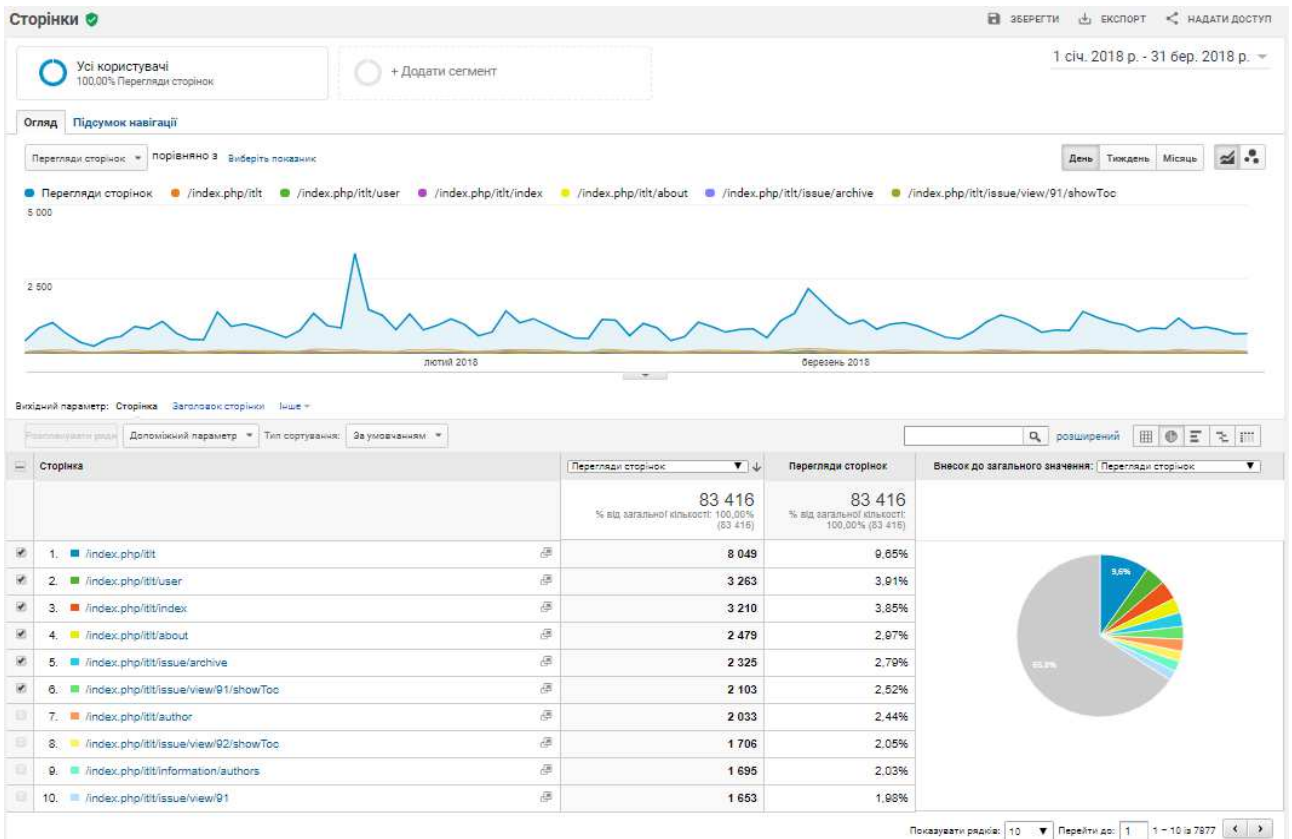 Сторінки
ЗБЕРЕГТИ ЕКСПОРТ НАДАТИ ДОСТУП
Усі користувачі
100,00% Перегляди сторінок
+ Додати сегмент
1 січ. 2018 р. - 31 бер. 2018 р.
Огляд Підсумок навігації
Перегляди сторінок порівняно з Виберіть показник
День Тиждень Місяць
Перегляди сторінок /index.php/itlt /index.php/itlt/user /index.php/itlt/index /index.php/itlt/about /index.php/itlt/issue/archive /index.php/itlt/issue/view/91/showToc
5 000
2 500
лютий 2018 березень 2018
Вихідний параметр: Сторінка Заголовок сторінки Інше
Допоміжний параметр Тип сортування: За умовчанням розширений
Сторінка Перегляди сторінок Перегляди сторінок Внесок до загального значення: Перегляди сторінок
83 416 83 416
% від загальної кількості: 100,00% (83 416) % від загальної кількості: 100,00% (83 416)
1. /index.php/itlt 8 049 9,65%
2. /index.php/itlt/user 3 263 3,91%
3. /index.php/itlt/index 3 210 3,85%
4. /index.php/itlt/about 2 479 2,97%
5. /index.php/itlt/issue/archive 2 325 2,79%
6. /index.php/itlt/issue/view/91/showToc 2 103 2,52%
7. /index.php/itlt/author 2 033 2,44%
8. /index.php/itlt/issue/view/92/showToc 1 706 2,05%
9. /index.php/itlt/information/authors 1 695 2,03%
10. /index.php/itlt/issue/view/91 1 653 1,98%
9,6%
Показувати рядків: 10 Перейти до: 1 1 – 10 із 7977